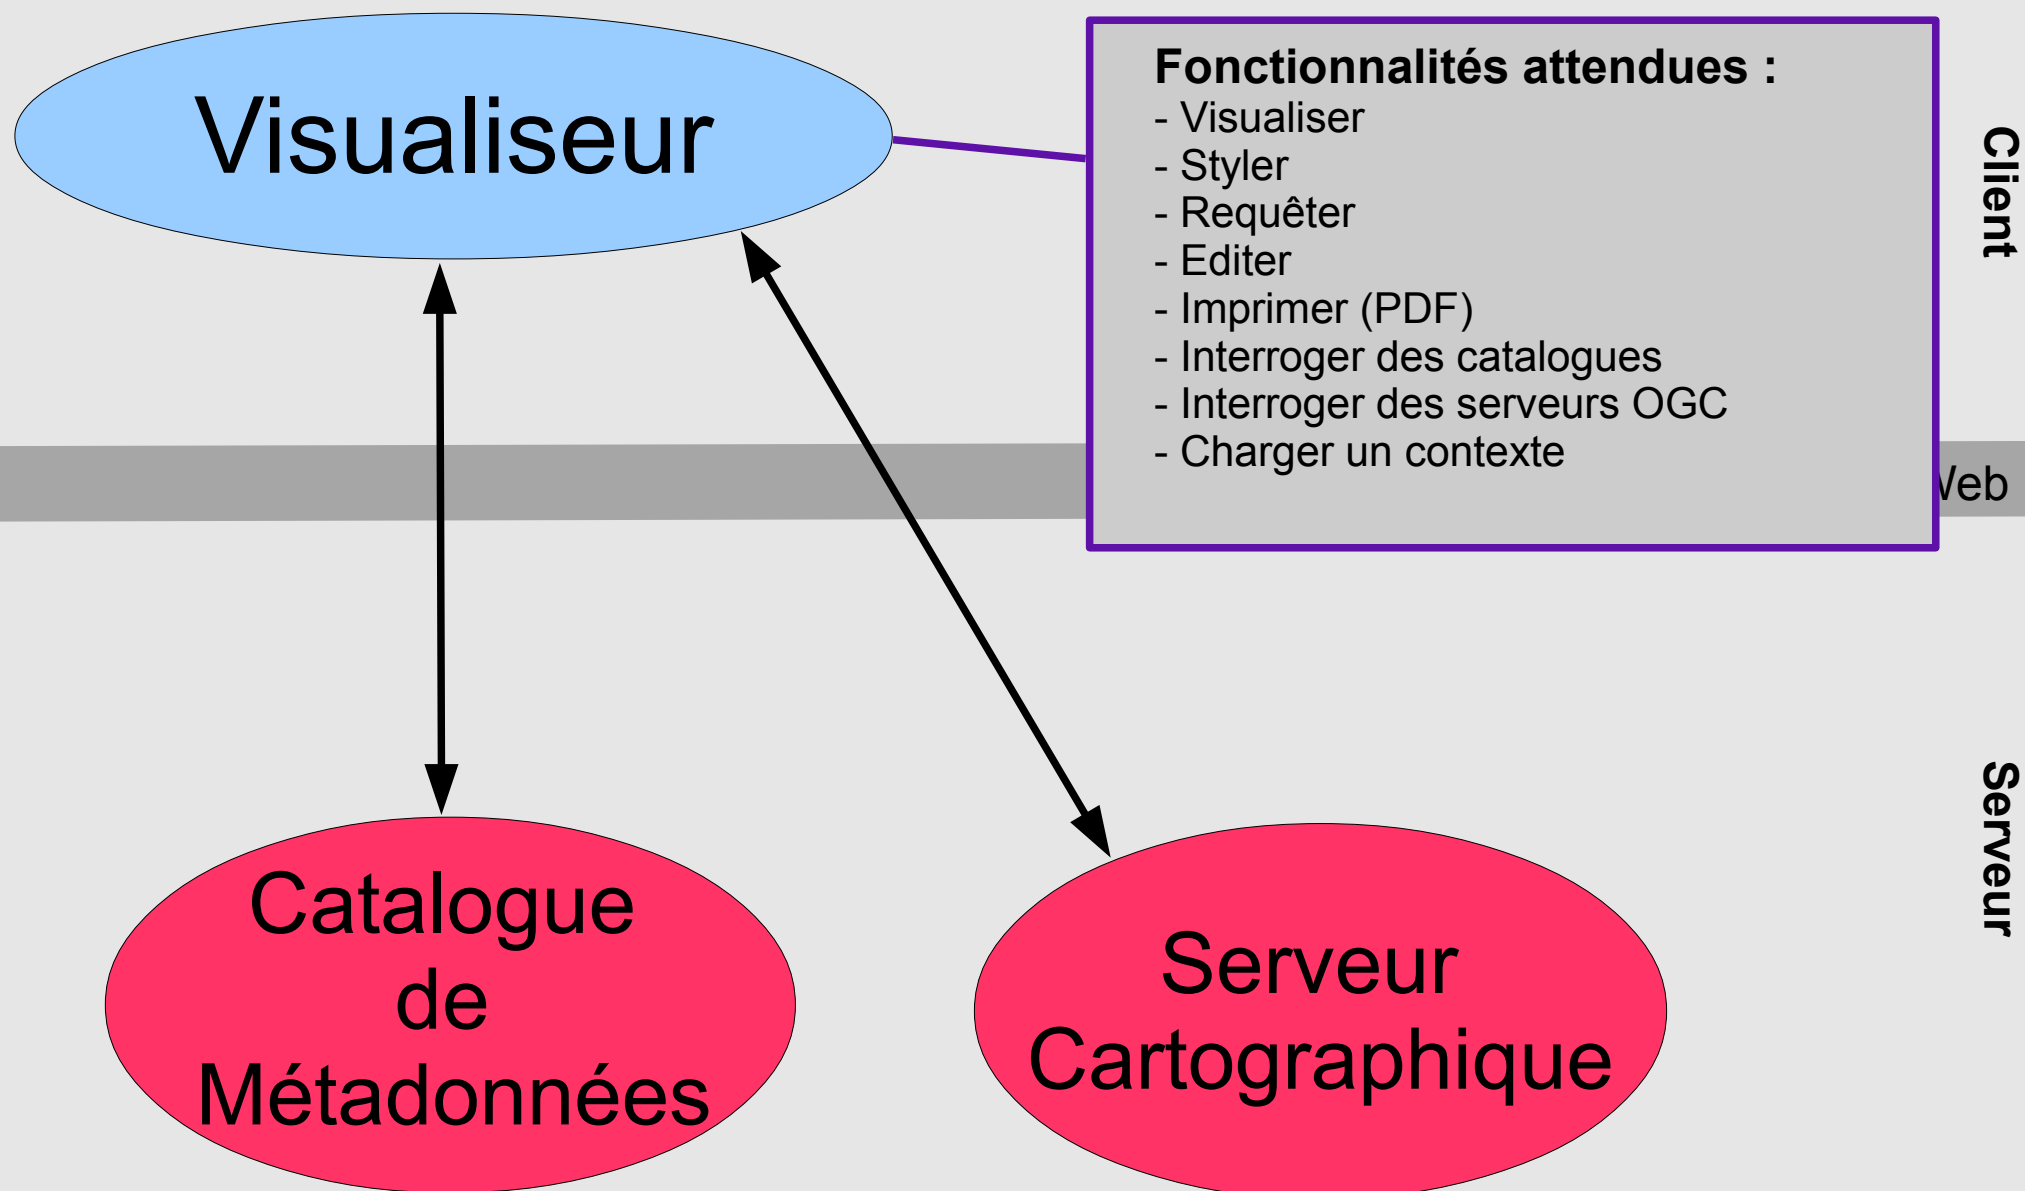 Visualiseur
Fonctionnalités attendues :
- Visualiser
- Styler
- Requêter
- Editer
- Imprimer (PDF)
- Interroger des catalogues
- Interroger des serveurs OGC
- Charger un contexte
Client
Serveur
Catalogue
de
Métadonnées
Serveur
Cartographique